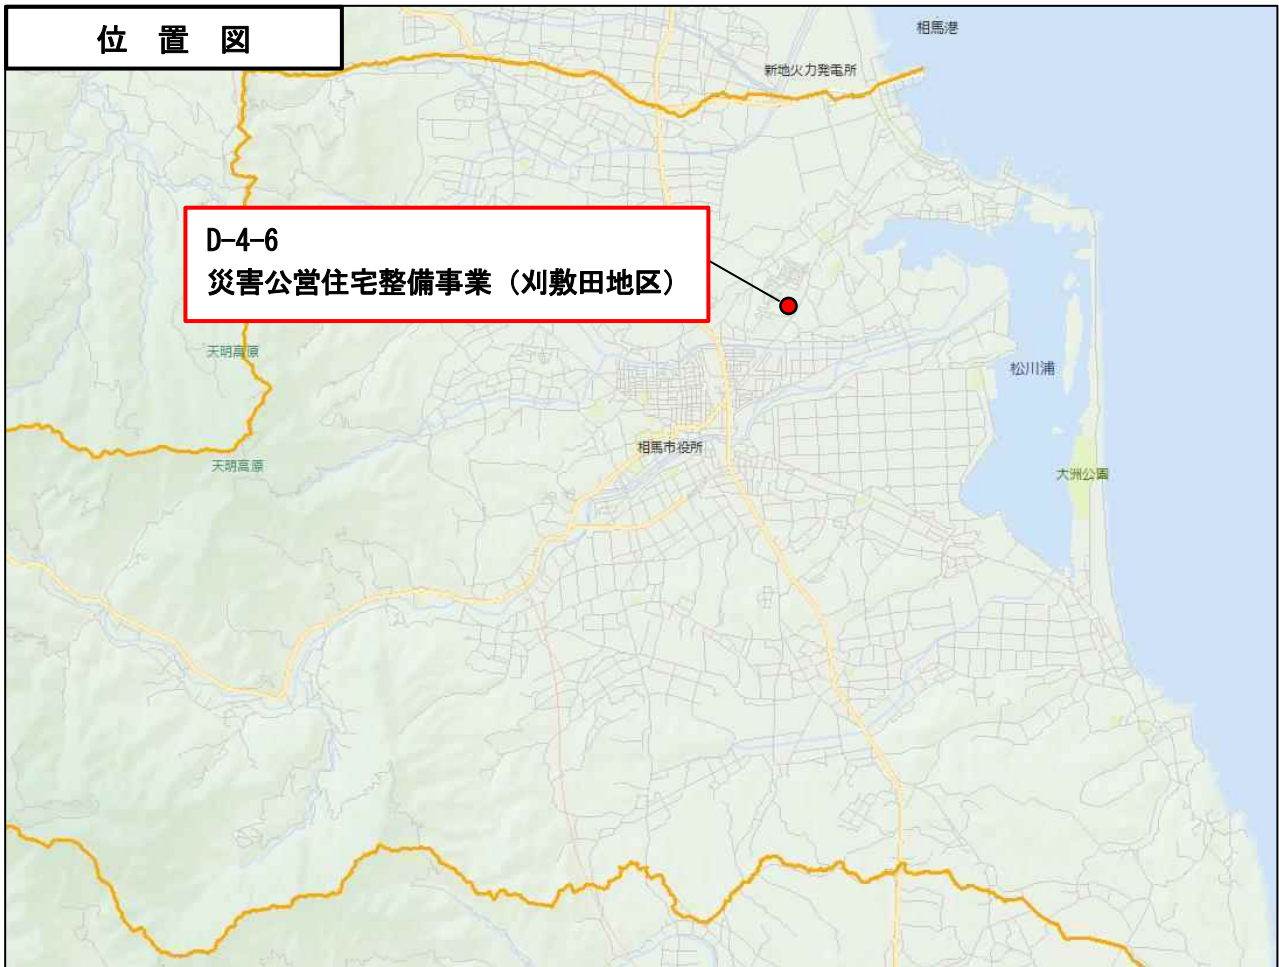 位 置 図
相馬港
新地火力発電所
D-4-6
災害公営住宅整備事業（刈敷田地区）
天明高原
松川浦
相馬市役所
天明高原
大洲公園